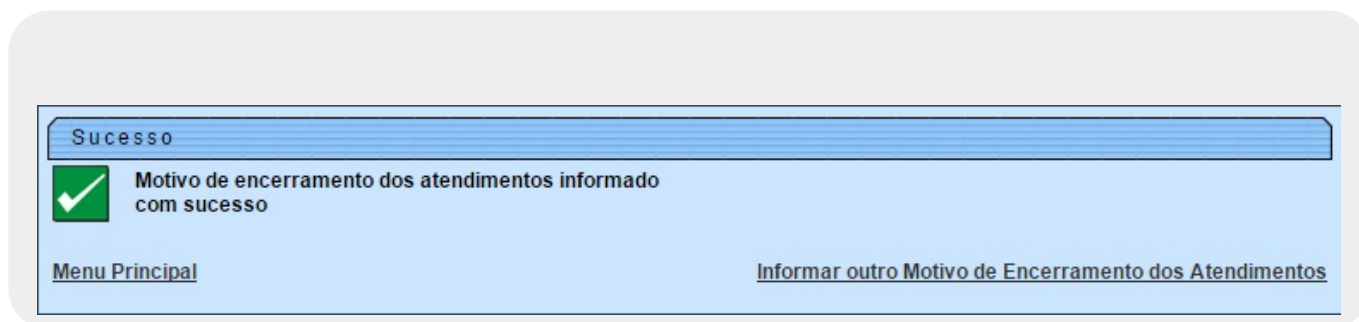 Sucesso
Motivo de encerramento dos atendimentos informado
com sucesso
Menu Principal
Informar outro Motivo de Encerramento dos Atendimentos